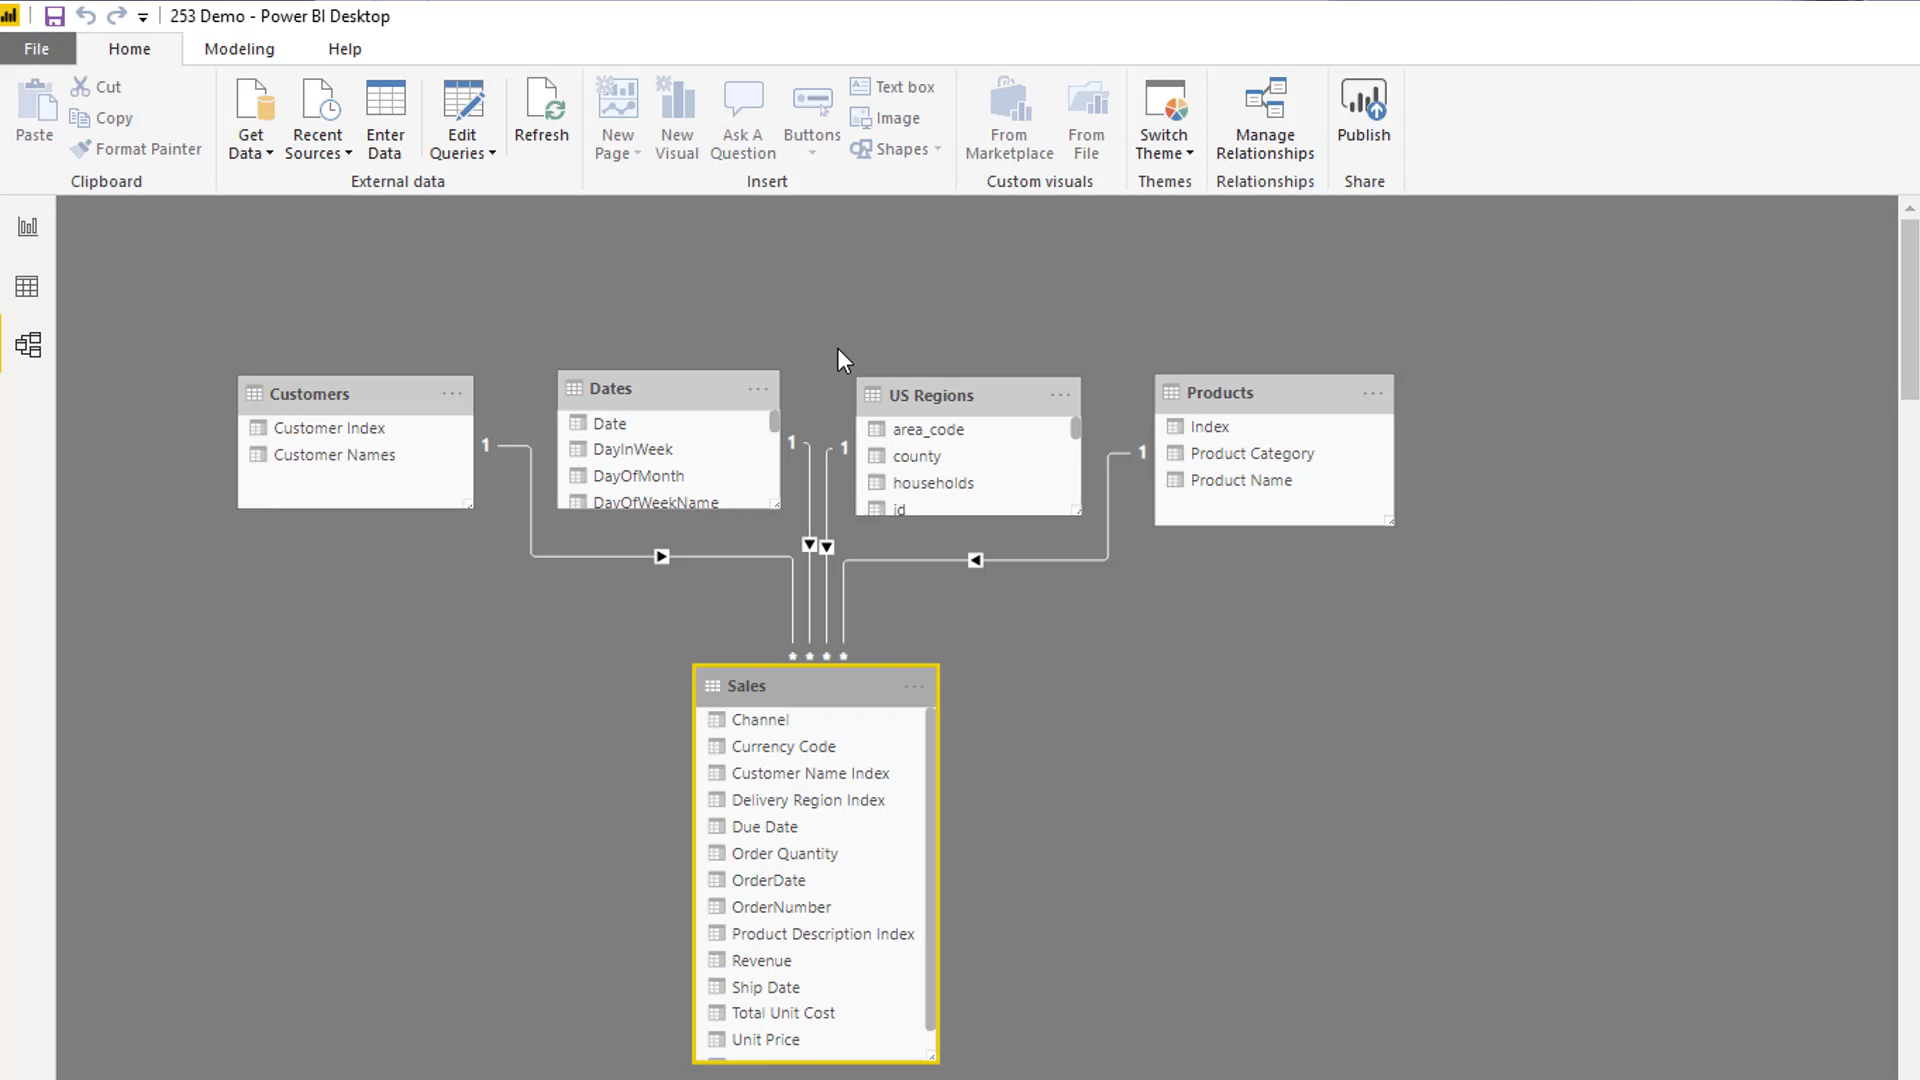 253 Demo - Power BI Desktop
File Home Modeling Help
Paste
Cut
Copy
Format Painter
Clipboard
Get
Data
Recent
Sources
Enter
Data
Edit
Queries
Refresh
External data
New
Page
New
Visual
Ask A
Question
Buttons
Text box
Image
Shapes
Insert
From
Marketplace
From
File
Custom visuals
Switch
Theme
Themes
Manage
Relationships
Relationships
Publish
Share
Customers
Customer Index
Customer Names
1
Dates
Date
DayInWeek
DayOfMonth
DayOfWeekName
1
1
US Regions
area_code
county
households
id
1
Products
Index
Product Category
Product Name
* * * *
Sales
Channel
Currency Code
Customer Name Index
Delivery Region Index
Due Date
Order Quantity
OrderDate
OrderNumber
Product Description Index
Revenue
Ship Date
Total Unit Cost
Unit Price